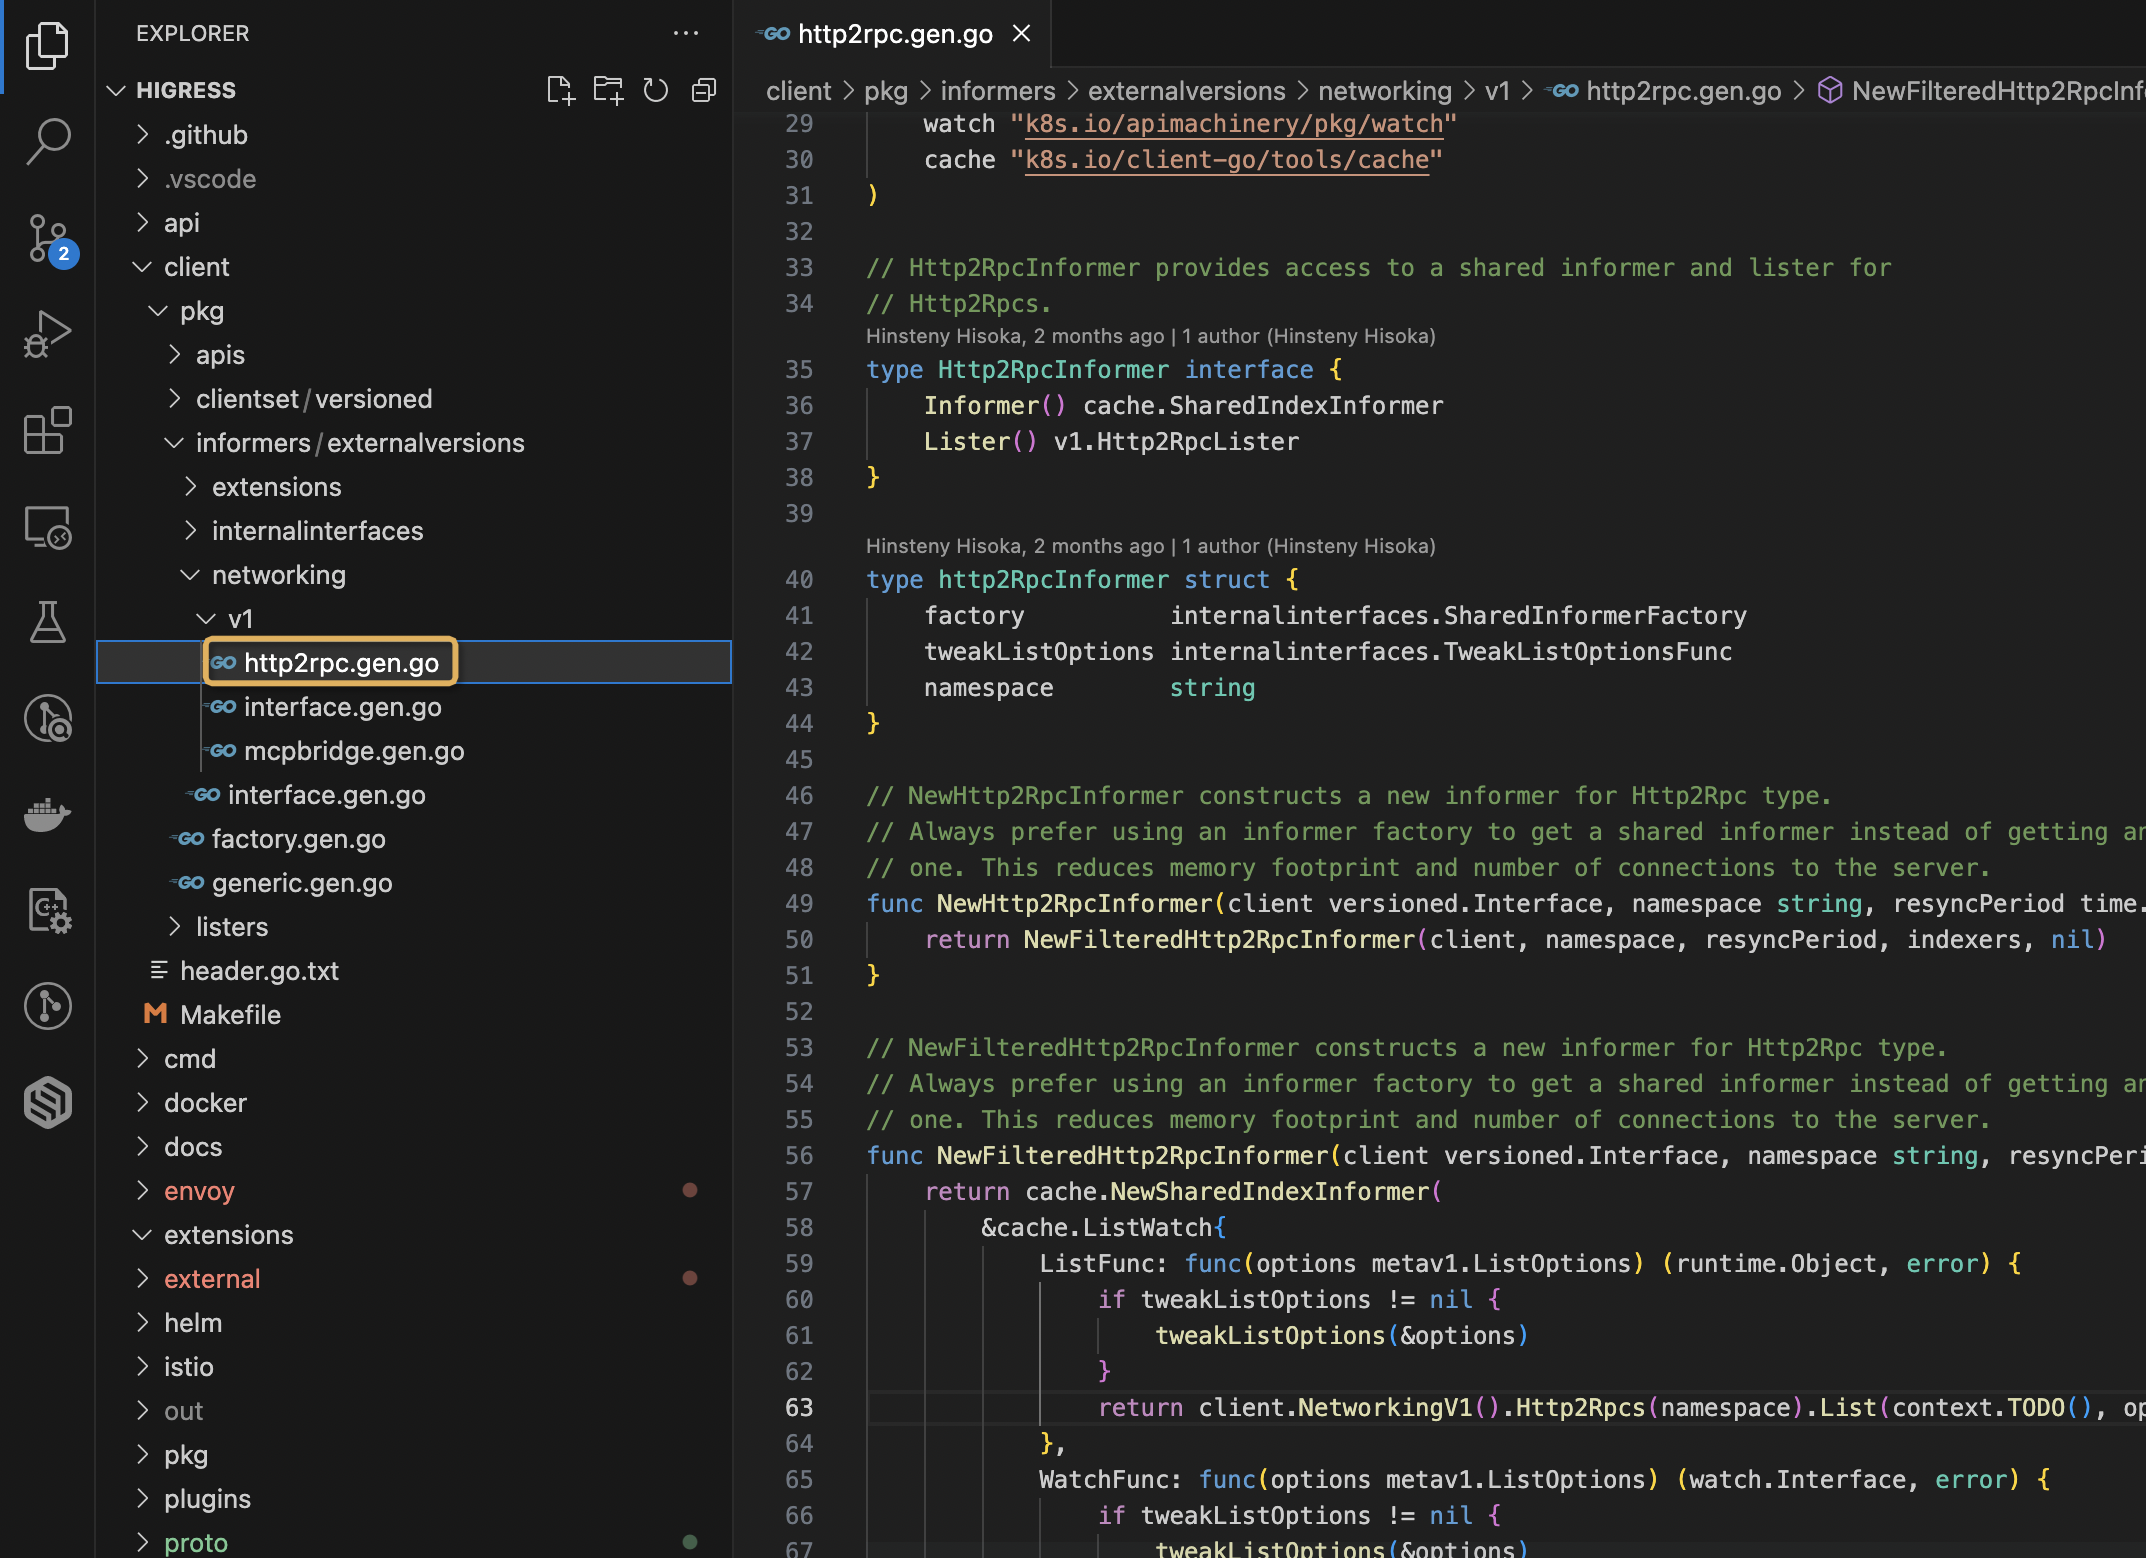 EXPLORER
HIGRESS
.github
.vscode
api
client
pkg
apis
clientset/versioned
informers/externalversions
extensions
internalinterfaces
networking
v1
http2rpc.gen.go
interface.gen.go
mcpbridge.gen.go
interface.gen.go
factory.gen.go
generic.gen.go
listers
header.go.txt
Makefile
cmd
docker
docs
envoy
extensions
external
helm
istio
out
pkg
plugins
proto
2
http2rpc.gen.go
client > pkg > informers > externalversions > networking > v1 > http2rpc.gen.go > NewFilteredHttp2RpcInf
29 watch "k8s.io/apimachinery/pkg/watch"
30 cache "k8s.io/client-go/tools/cache"
31 )
32
33 // Http2RpcInformer provides access to a shared informer and lister for
34 // Http2Rpcs.
Hinsteny Hisoka, 2 months ago | 1 author (Hinsteny Hisoka)
35 type Http2RpcInformer interface {
36 Informer() cache.SharedIndexInformer
37 Lister() v1.Http2RpcLister
38 }
39
Hinsteny Hisoka, 2 months ago | 1 author (Hinsteny Hisoka)
40 type http2RpcInformer struct {
41 factory internalinterfaces.SharedInformerFactory
42 tweakListOptions internalinterfaces.TweakListOptionsFunc
43 namespace string
44 }
45
46 // NewHttp2RpcInformer constructs a new informer for Http2Rpc type.
47 // Always prefer using an informer factory to get a shared informer instead of getting an
48 // one. This reduces memory footprint and number of connections to the server.
49 func NewHttp2RpcInformer(client versioned.Interface, namespace string, resyncPeriod time.
50 return NewFilteredHttp2RpcInformer(client, namespace, resyncPeriod, indexers, nil)
51 }
52
53 // NewFilteredHttp2RpcInformer constructs a new informer for Http2Rpc type.
54 // Always prefer using an informer factory to get a shared informer instead of getting an
55 // one. This reduces memory footprint and number of connections to the server.
56 func NewFilteredHttp2RpcInformer(client versioned.Interface, namespace string, resyncPeri
57 return cache.NewSharedIndexInformer(
58 &cache.ListWatch{
59 ListFunc: func(options metav1.ListOptions) (runtime.Object, error) {
60 if tweakListOptions != nil {
61 tweakListOptions(&options)
62 }
63 return client.NetworkingV1().Http2Rpcs(namespace).List(context.TODO(), op
64 },
65 WatchFunc: func(options metav1.ListOptions) (watch.Interface, error) {
66 if tweakListOptions != nil {
67 tweakListOptions(&options)